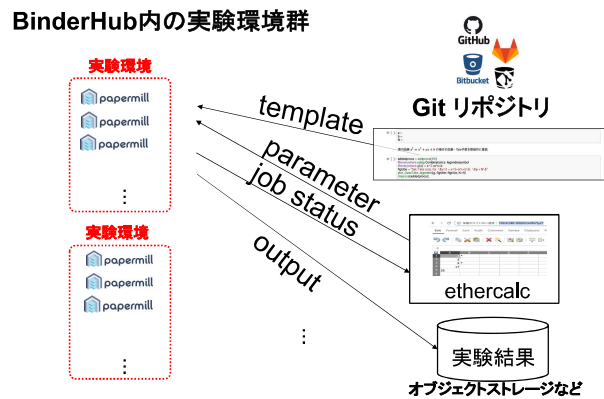 BinderHub内の実験環境群
実験環境
papermill
papermill
papermill
⋮
実験環境
papermill
papermill
papermill
⋮
template
parameter
job status
output
⋮
GitHub
Bitbucket
Git リポジトリ
ethercalc
実験結果
オブジェクトストレージなど